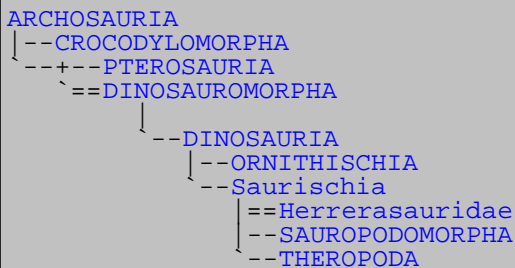 ARCHOSAURIA
|--CROCODYLOMORPHA
`--+--PTEROSAURIA
   `==DINOSAUROMORPHA
        |
        `--DINOSAURIA
           |--ORNITHISCHIA
           `--Saurischia
              |==Herrerasauridae
              |--SAUROPODOMORPHA
              `--THEROPODA